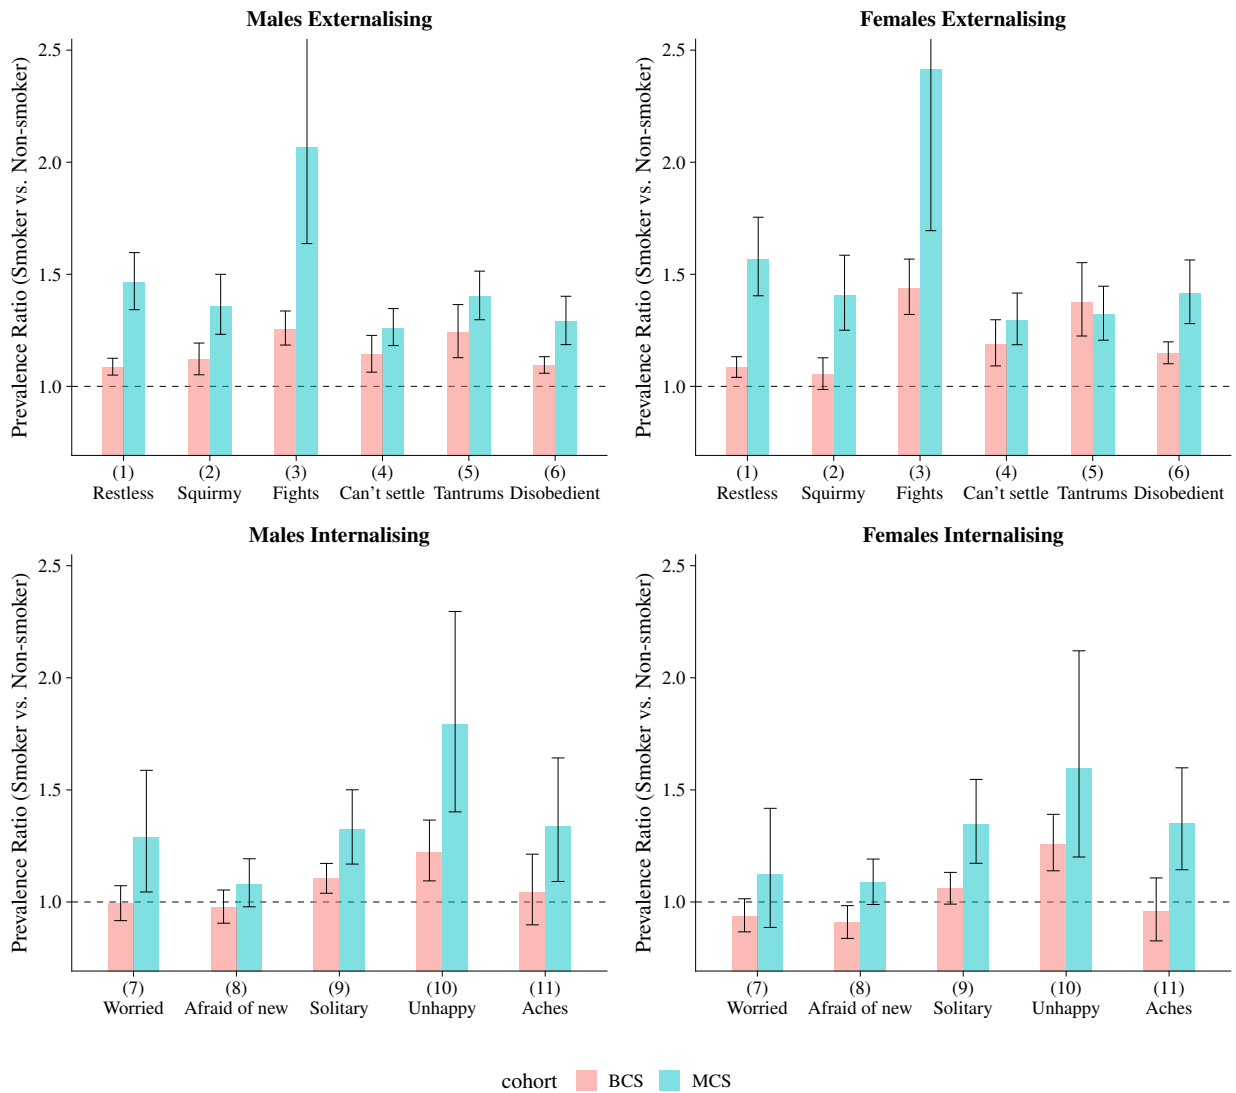 Males Externalising
Prevalence Ratio (Smoker vs. Non-smoker)
2.5
2.0
1.5
1.0
(1) (2) (3) (4) (5) (6)
Restless Squirmy Fights Can't settle Tantrums Disobedient
Females Externalising
Prevalence Ratio (Smoker vs. Non-smoker)
2.5
2.0
1.5
1.0
(1) (2) (3) (4) (5) (6)
Restless Squirmy Fights Can't settle Tantrums Disobedient
Males Internalising
Prevalence Ratio (Smoker vs. Non-smoker)
2.5
2.0
1.5
1.0
(7) (8) (9) (10) (11)
Worried Afraid of new Solitary Unhappy Aches
Females Internalising
Prevalence Ratio (Smoker vs. Non-smoker)
2.5
2.0
1.5
1.0
(7) (8) (9) (10) (11)
Worried Afraid of new Solitary Unhappy Aches
cohort BCS MCS